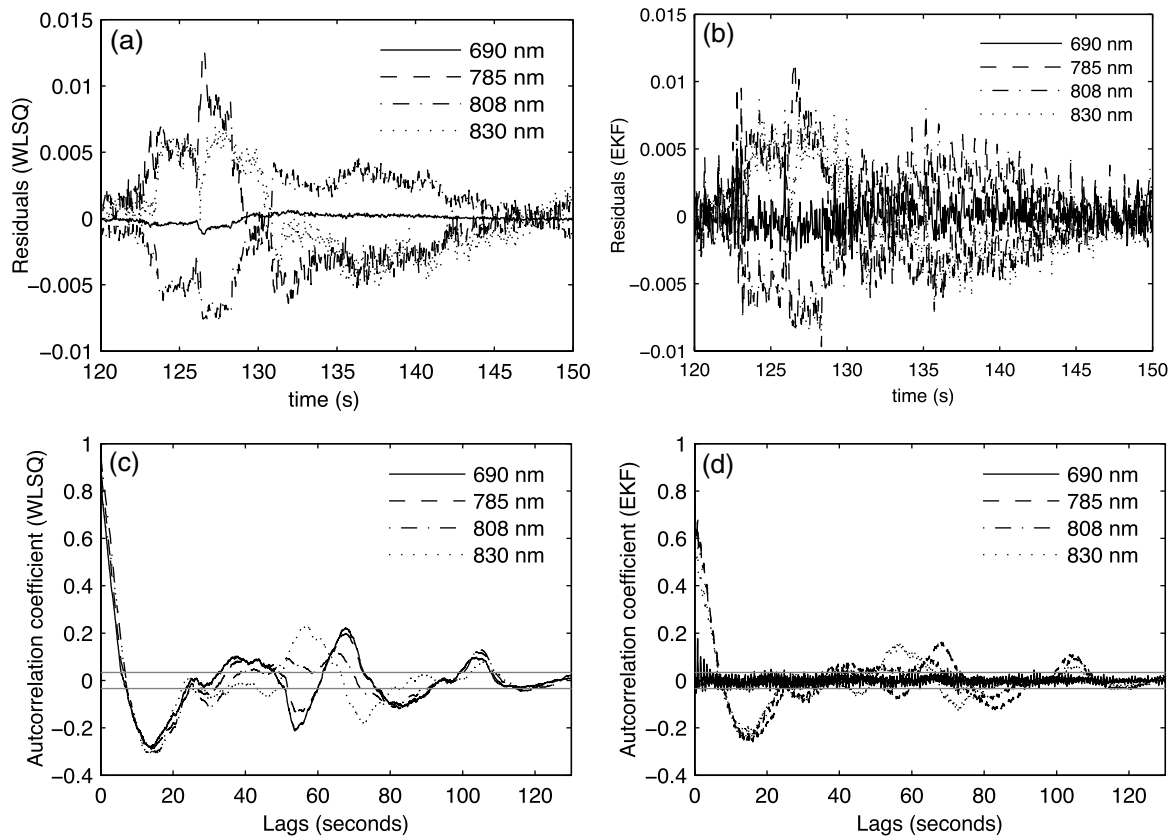 (a)
690 nm
785 nm
808 nm
830 nm
0.015
0.01
0.005
0
−0.005
−0.01
Residuals (WLSQ)
120 125 130 135 140 145 150
time (s)
(b)
690 nm
785 nm
808 nm
830 nm
0.015
0.01
0.005
0
−0.005
−0.01
Residuals (EKF)
120 125 130 135 140 145 150
time (s)
(c)
690 nm
785 nm
808 nm
830 nm
1
0.8
0.6
0.4
0.2
0
−0.2
−0.4
Autcorrelation coefficient (WLSQ)
0 20 40 60 80 100 120
Lags (seconds)
(d)
690 nm
785 nm
808 nm
830 nm
1
0.8
0.6
0.4
0.2
0
−0.2
−0.4
Autcorrelation coefficient (EKF)
0 20 40 60 80 100 120
Lags (seconds)